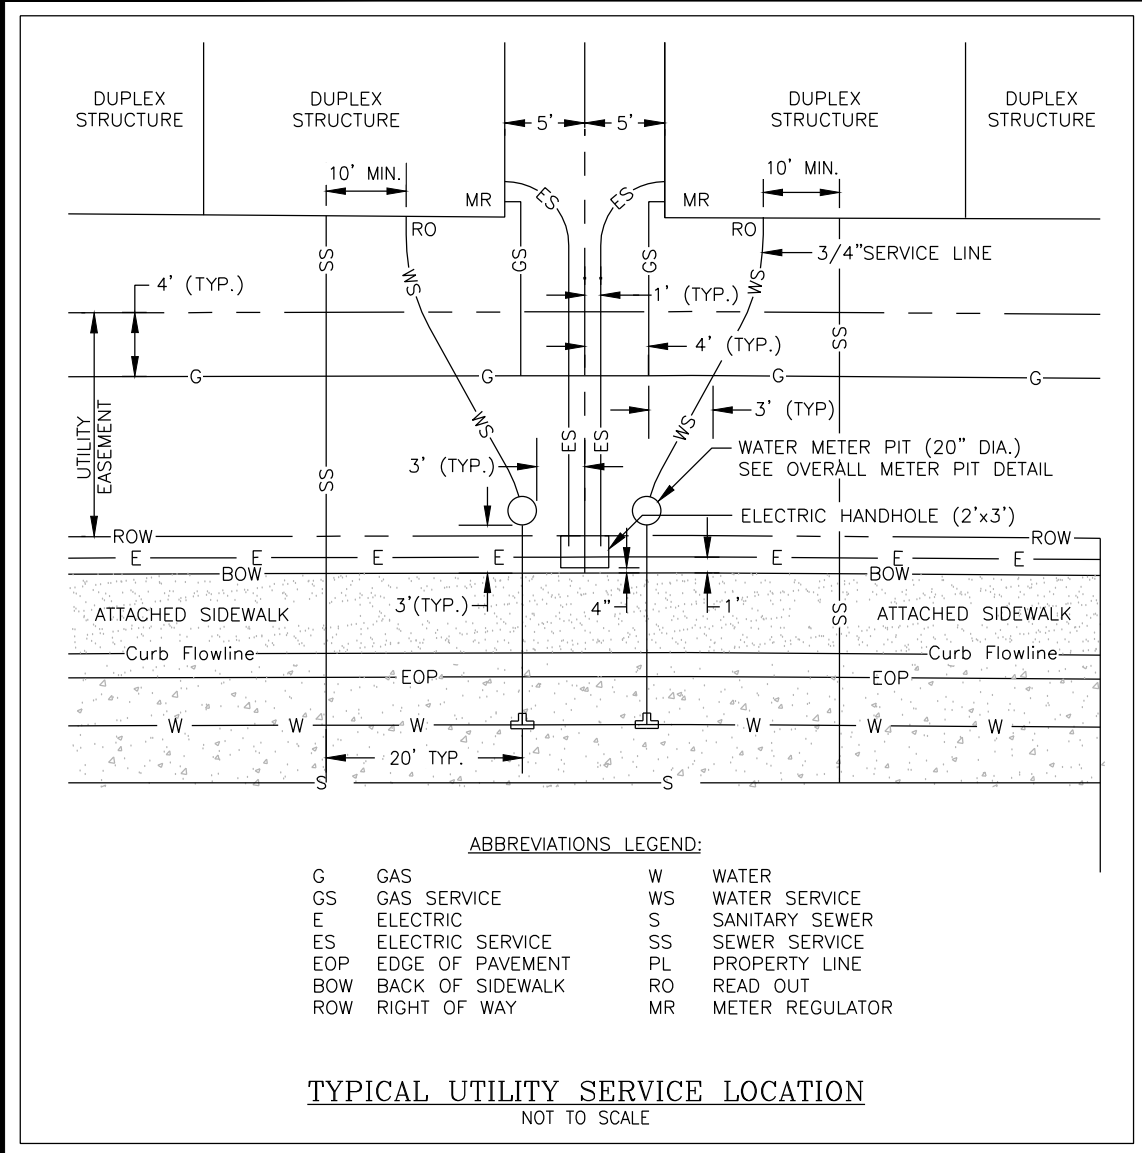 DUPLEX
STRUCTURE
DUPLEX
STRUCTURE
5'
5'
DUPLEX
STRUCTURE
DUPLEX
STRUCTURE
10' MIN.
10' MIN.
MR
ES
ES
MR
RO
RO
SS
WS
GS
GS
WS
3/4"SERVICE LINE
4' (TYP.)
1' (TYP.)
SS
4' (TYP.)
G
G
G
G
3' (TYP)
UTILITY
EASEMENT
WS
ES
ES
WS
WATER METER PIT (20" DIA.)
SEE OVERALL METER PIT DETAIL
3' (TYP.)
SS
ELECTRIC HANDHOLE (2'x3')
ROW
ROW
E
E
E
E
E
E
E
BOW
BOW
3'(TYP.)
4"
1'
ATTACHED SIDEWALK
SS
ATTACHED SIDEWALK
Curb Flowline
Curb Flowline
EOP
EOP
W
W
W
W
W
W
20' TYP.
S
S
ABBREVIATIONS LEGEND:
G GAS
GS GAS SERVICE
E ELECTRIC
ES ELECTRIC SERVICE
EOP EDGE OF PAVEMENT
BOW BACK OF SIDEWALK
ROW RIGHT OF WAY
W WATER
WS WATER SERVICE
S SANITARY SEWER
SS SEWER SERVICE
PL PROPERTY LINE
RO READ OUT
MR METER REGULATOR
TYPICAL UTILITY SERVICE LOCATION
NOT TO SCALE